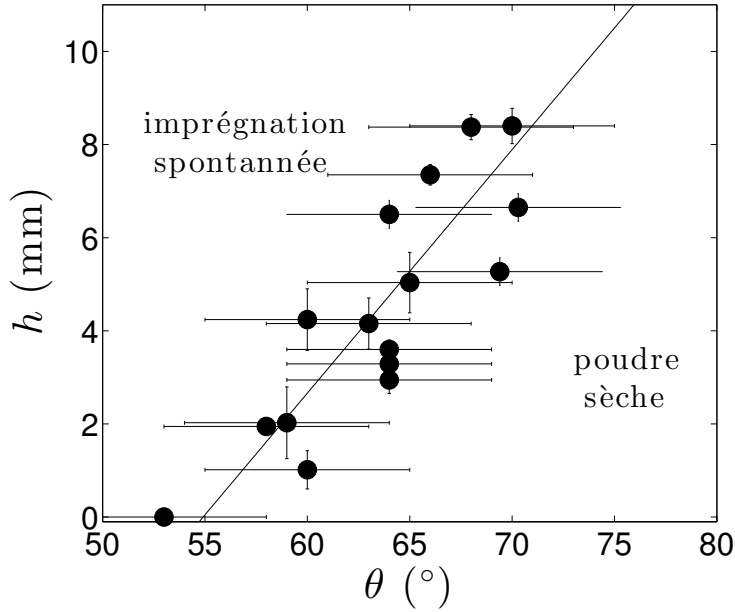 10
8
6
4
2
0
h (mm)
imprégnation
spontannée
poudre
sèche
50 55 60 65 70 75 80
θ (°)